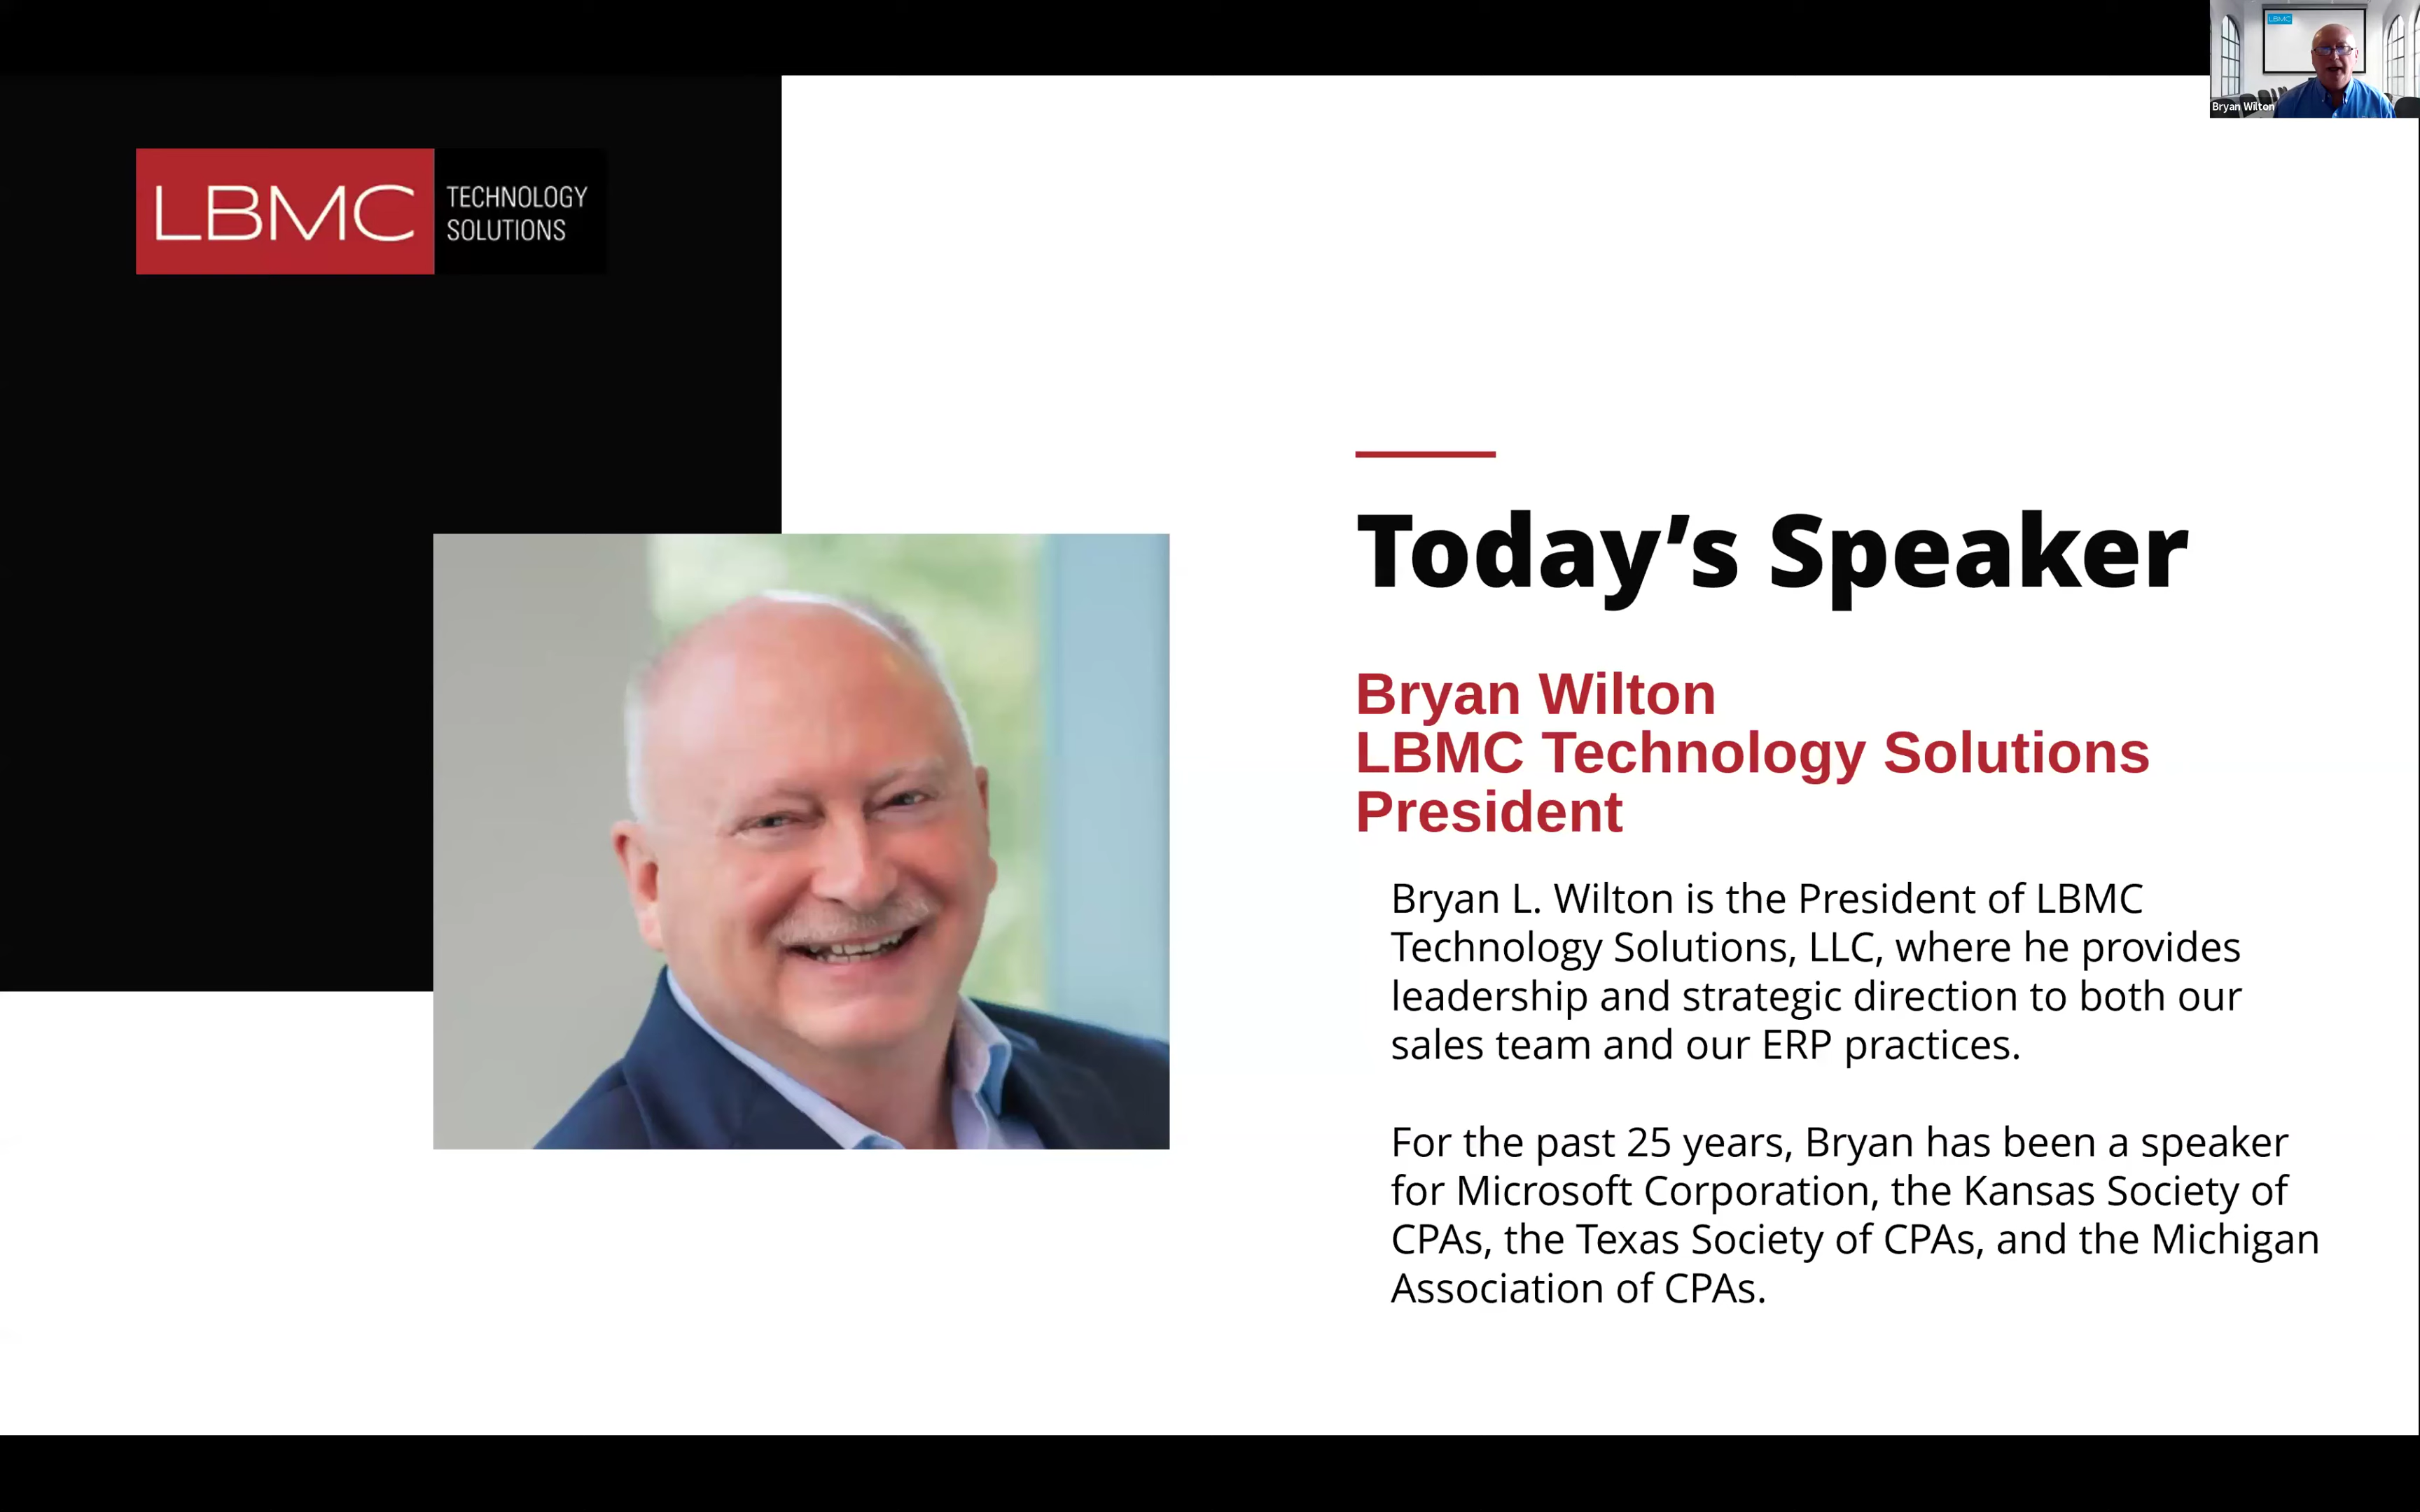 LBMC
Bryan Wilton
LBMC
TECHNOLOGY
SOLUTIONS
Today’s Speaker
Bryan Wilton
LBMC Technology Solutions
President
Bryan L. Wilton is the President of LBMC
Technology Solutions, LLC, where he provides
leadership and strategic direction to both our
sales team and our ERP practices.
For the past 25 years, Bryan has been a speaker
for Microsoft Corporation, the Kansas Society of
CPAs, the Texas Society of CPAs, and the Michigan
Association of CPAs.